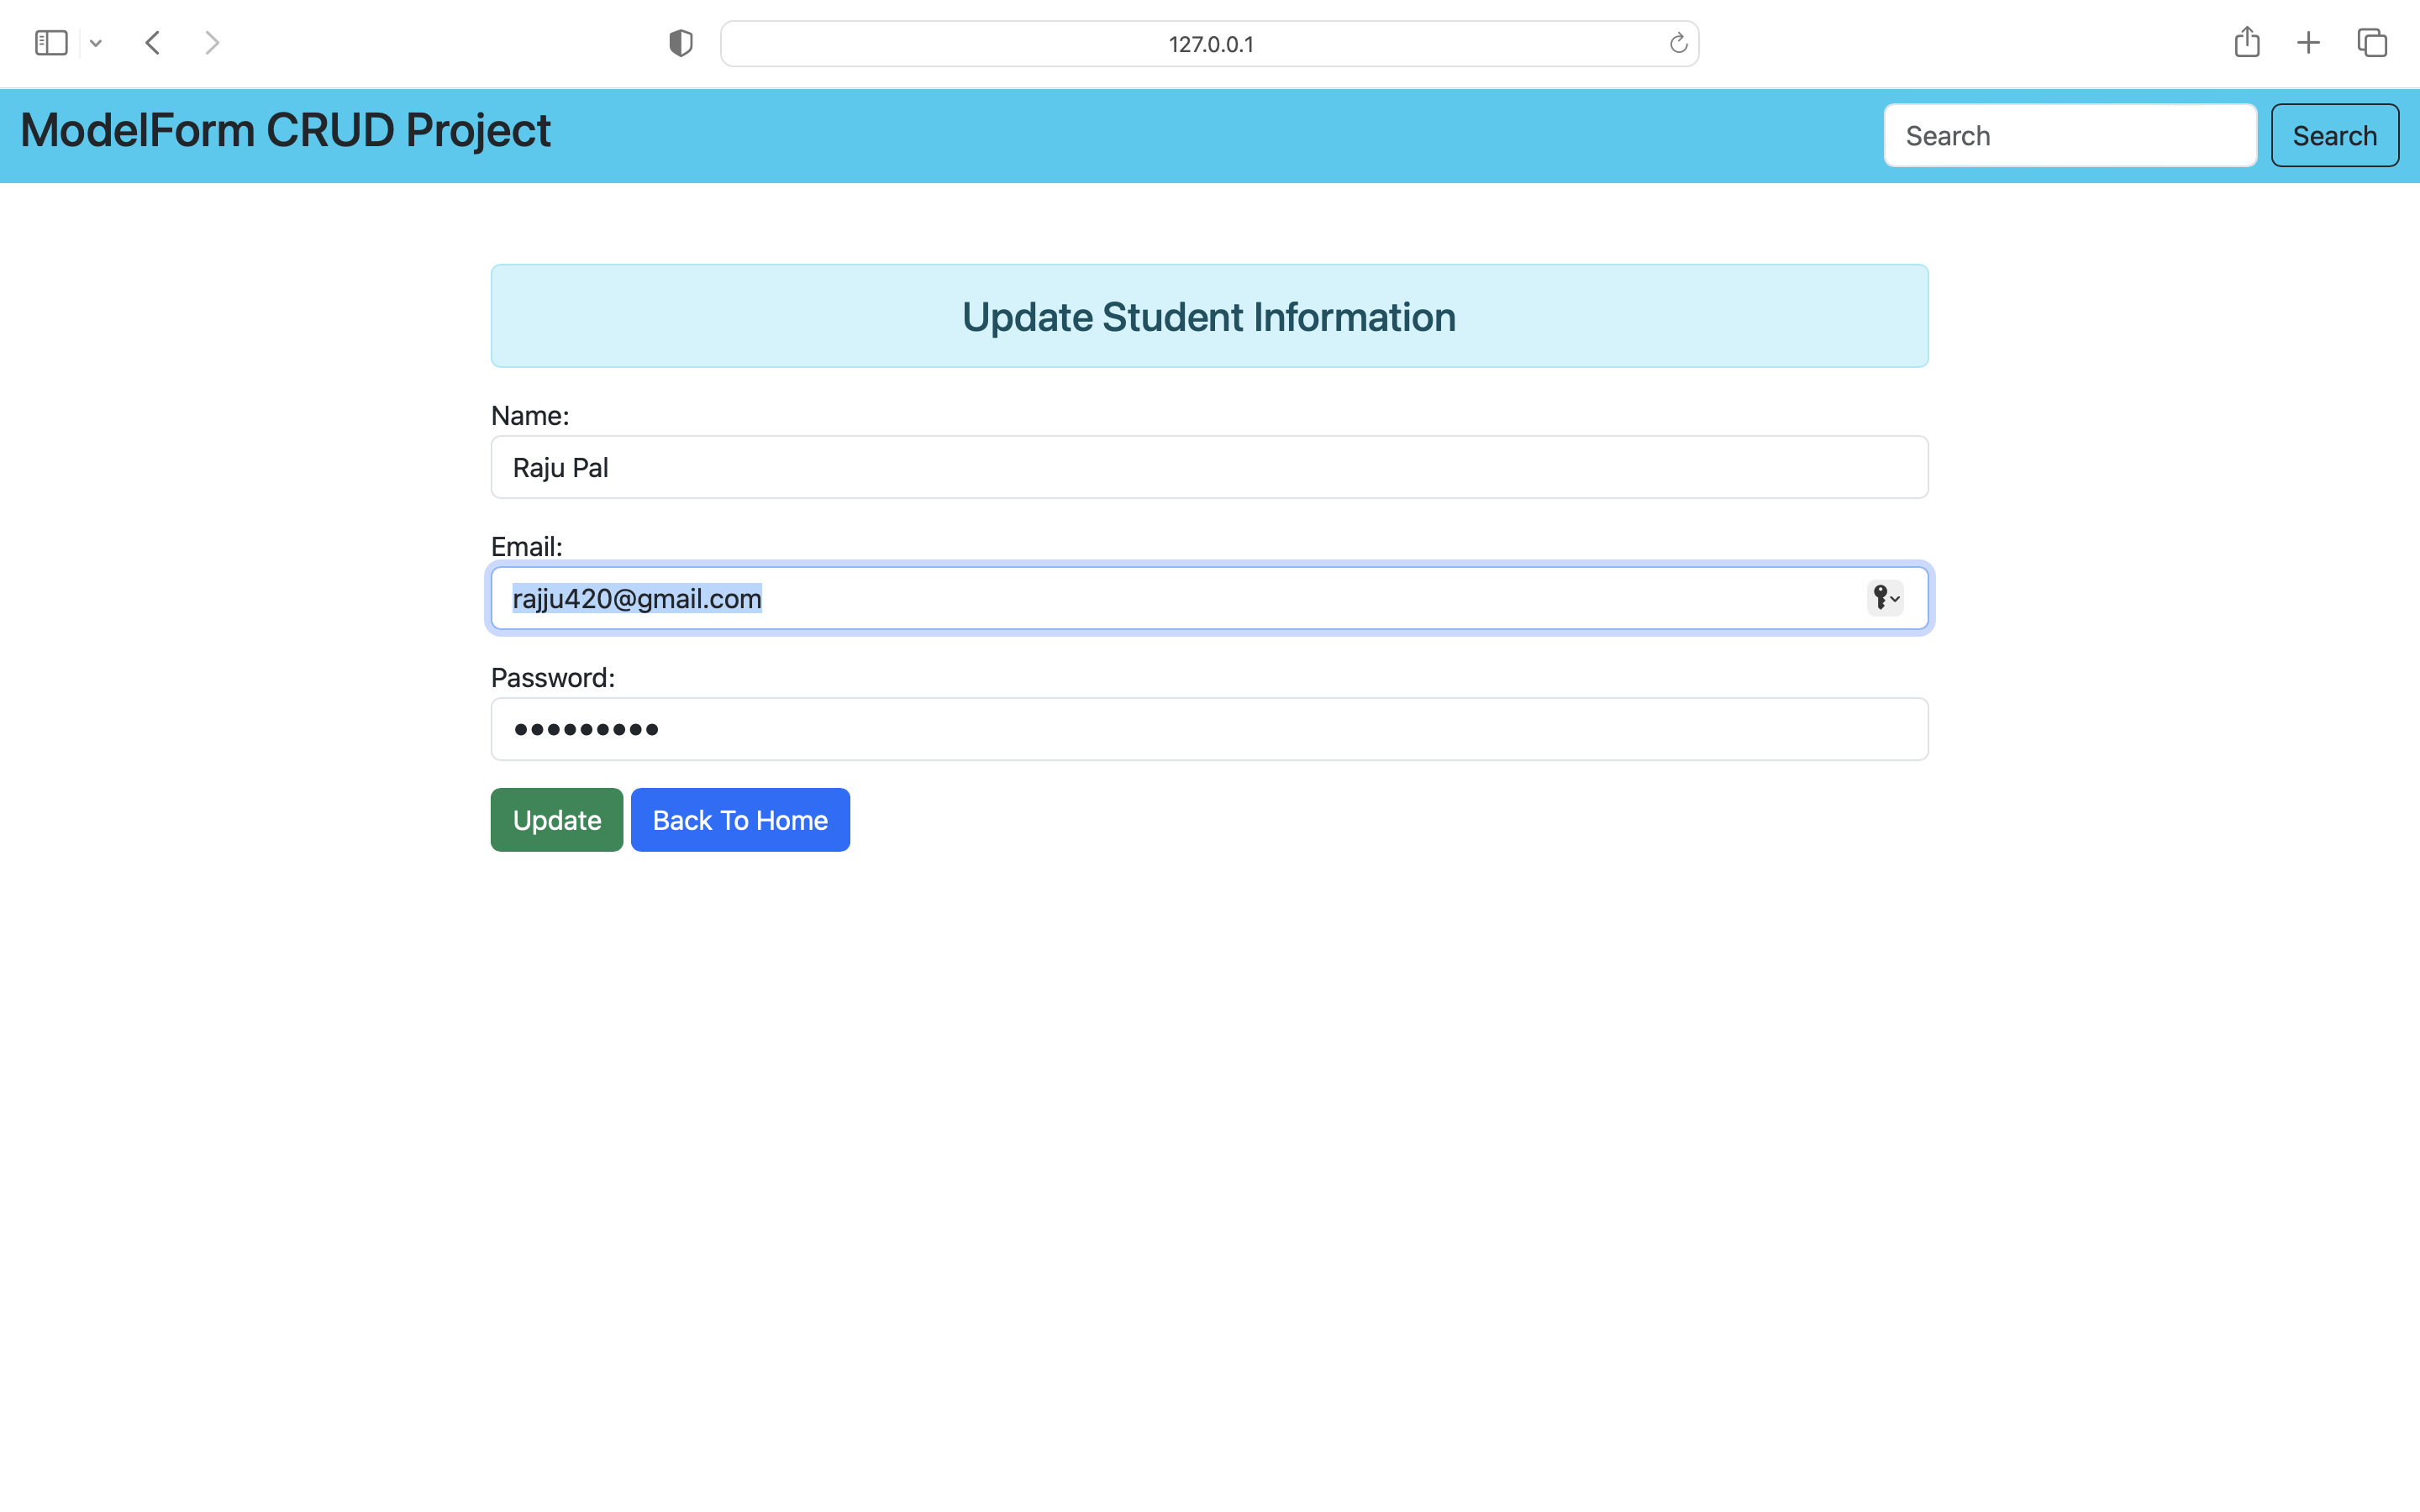 127.0.0.1
ModelForm CRUD Project
Search
Search
Update Student Information
Name:
Raju Pal
Email:
rajju420@gmail.com
Password:
•••••••••
Update
Back To Home